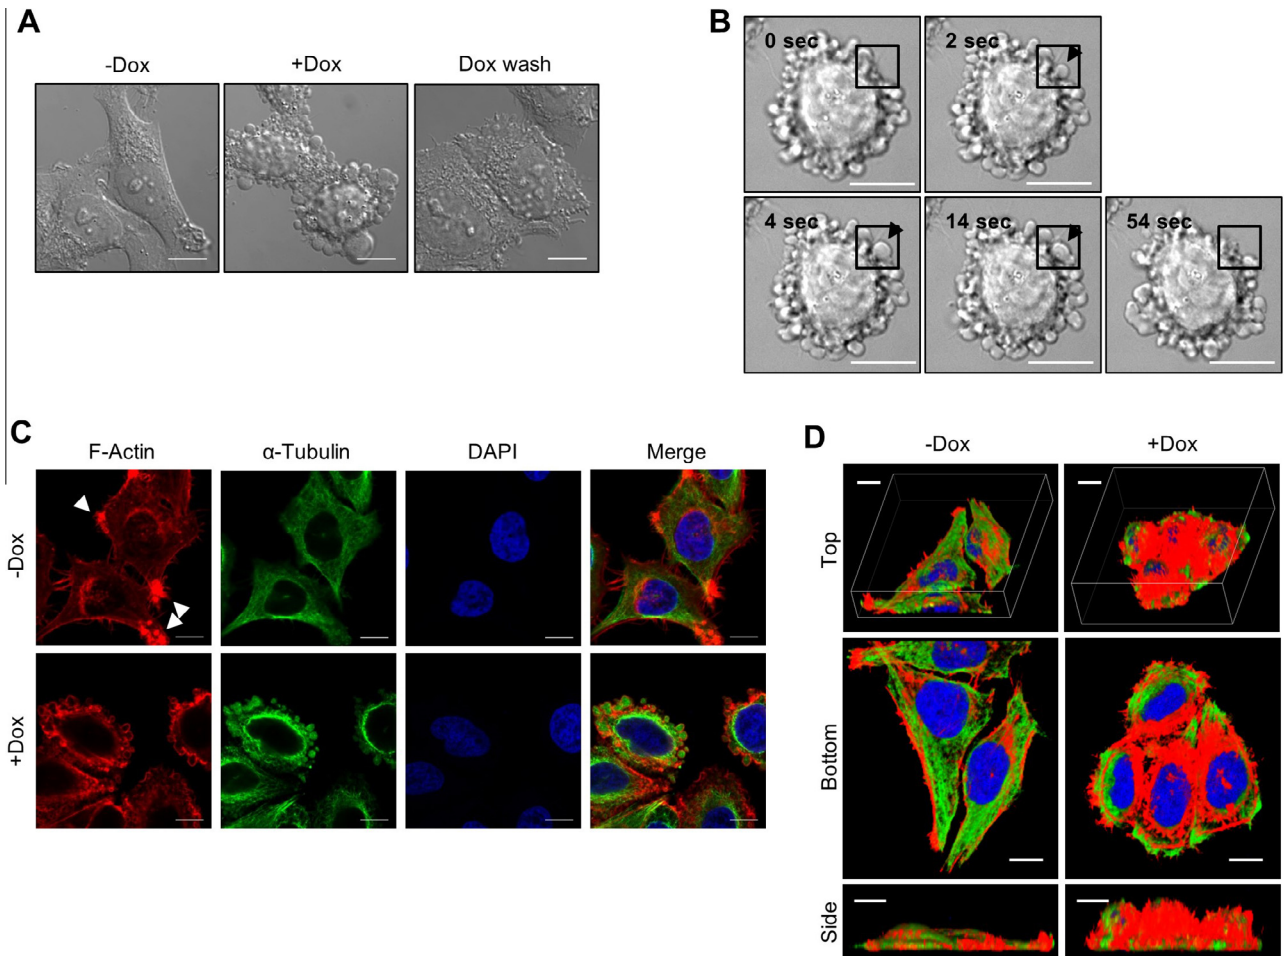 A
-Dox
+Dox
Dox wash
B
0 sec
2 sec
4 sec
14 sec
54 sec
C
F-Actin
α-Tubulin
DAPI
Merge
-Dox
+Dox
D
-Dox
+Dox
Top
Bottom
Side